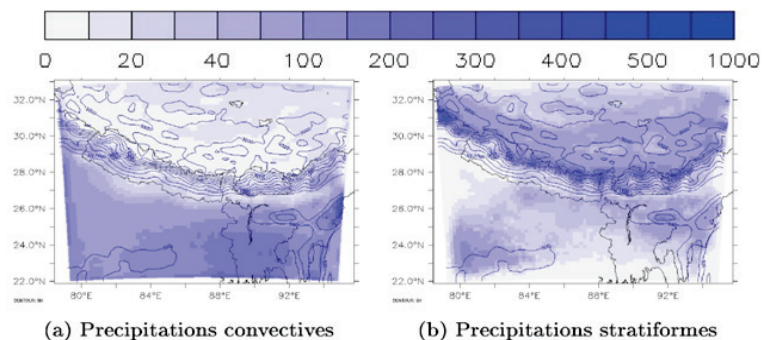 0 20 40 100 200 300 400 500 1000
32.0°N 32.0°N
30.0°N 30.0°N
28.0°N 28.0°N
26.0°N 26.0°N
24.0°N 24.0°N
22.0°N 22.0°N
80°E 84°E 88°E 92°E 80°E 84°E 88°E 92°E
(a) Precipitations convectives (b) Precipitations stratiformes